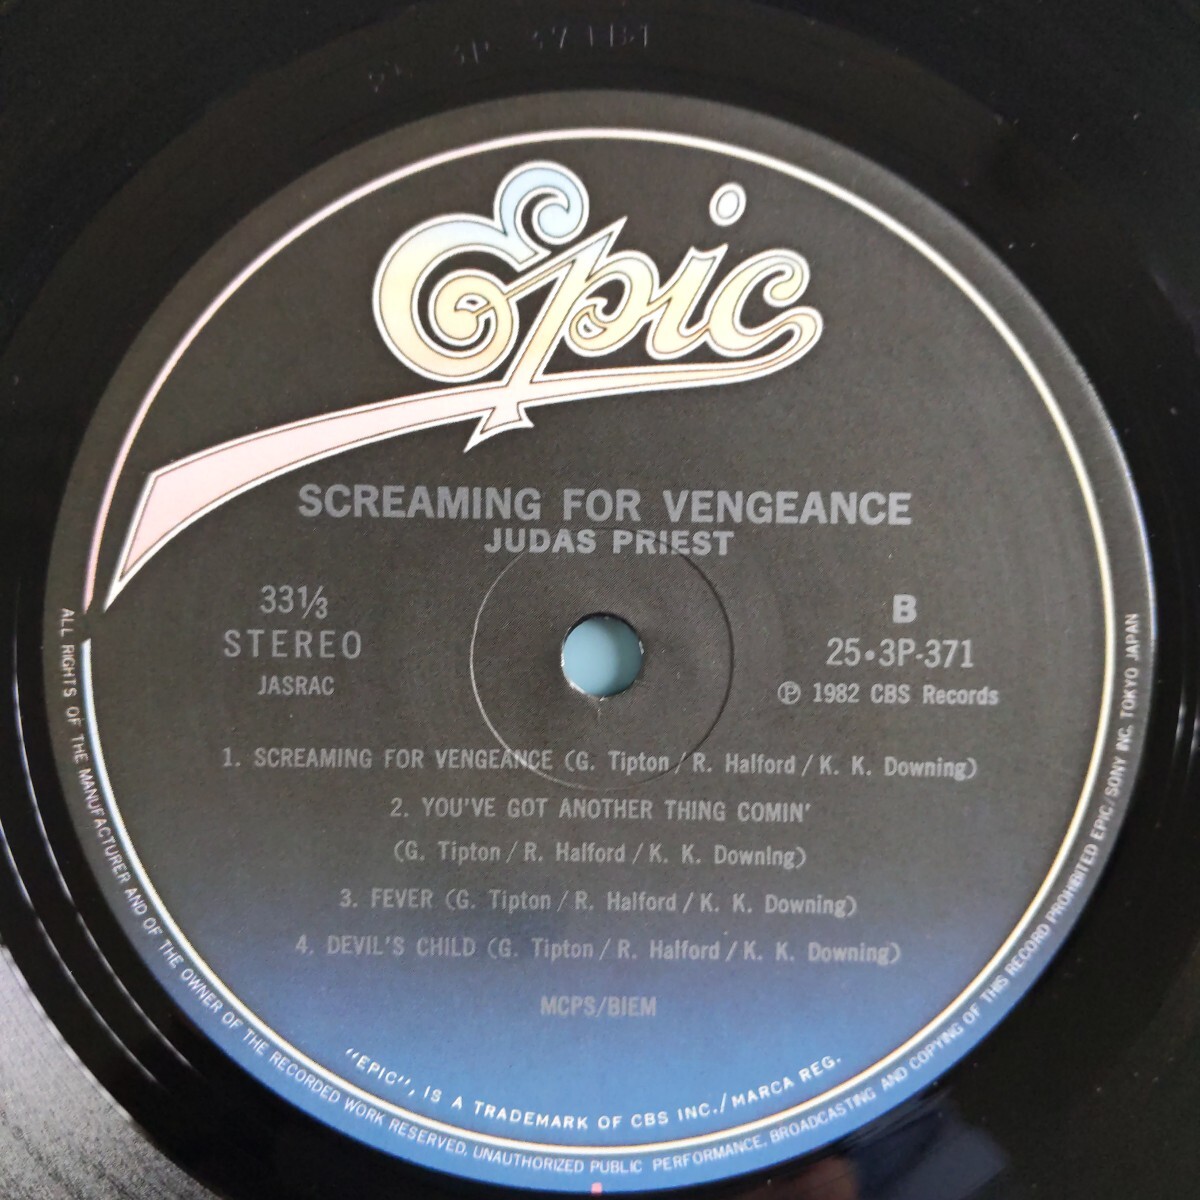 Epic
SCREAMING FOR VENGEANCE
JUDAS PRIEST
33⅓
STEREO
JASRAC
B
25•3P-371
℗ 1982 CBS Records
1. SCREAMING FOR VENGEANCE (G. Tipton / R. Halford / K. K. Downing)
2. YOU'VE GOT ANOTHER THING COMIN'
(G. Tipton / R. Halford / K. K. Downing)
3. FEVER (G. Tipton / R. Halford / K. K. Downing)
4. DEVIL'S CHILD (G. Tipton / R. Halford / K. K. Downing)
MCPS/BIEM
"EPIC", IS A TRADEMARK OF CBS INC./MARCA REG.
ALL RIGHTS OF THE MANUFACTURER AND OF THE OWNER OF THE RECORDED WORK RESERVED, UNAUTHORIZED PUBLIC PERFORMANCE, BROADCASTING AND COPYING OF THIS RECORD PROHIBITED EPIC/SONY INC. TOKYO JAPAN